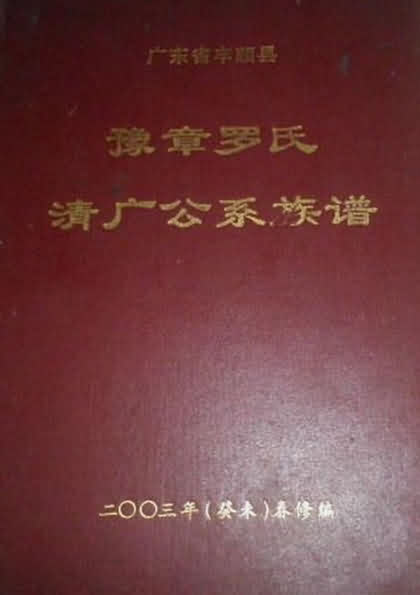 广东省丰顺县
豫章罗氏
清广公系族谱
二〇〇三年(癸未)春修编